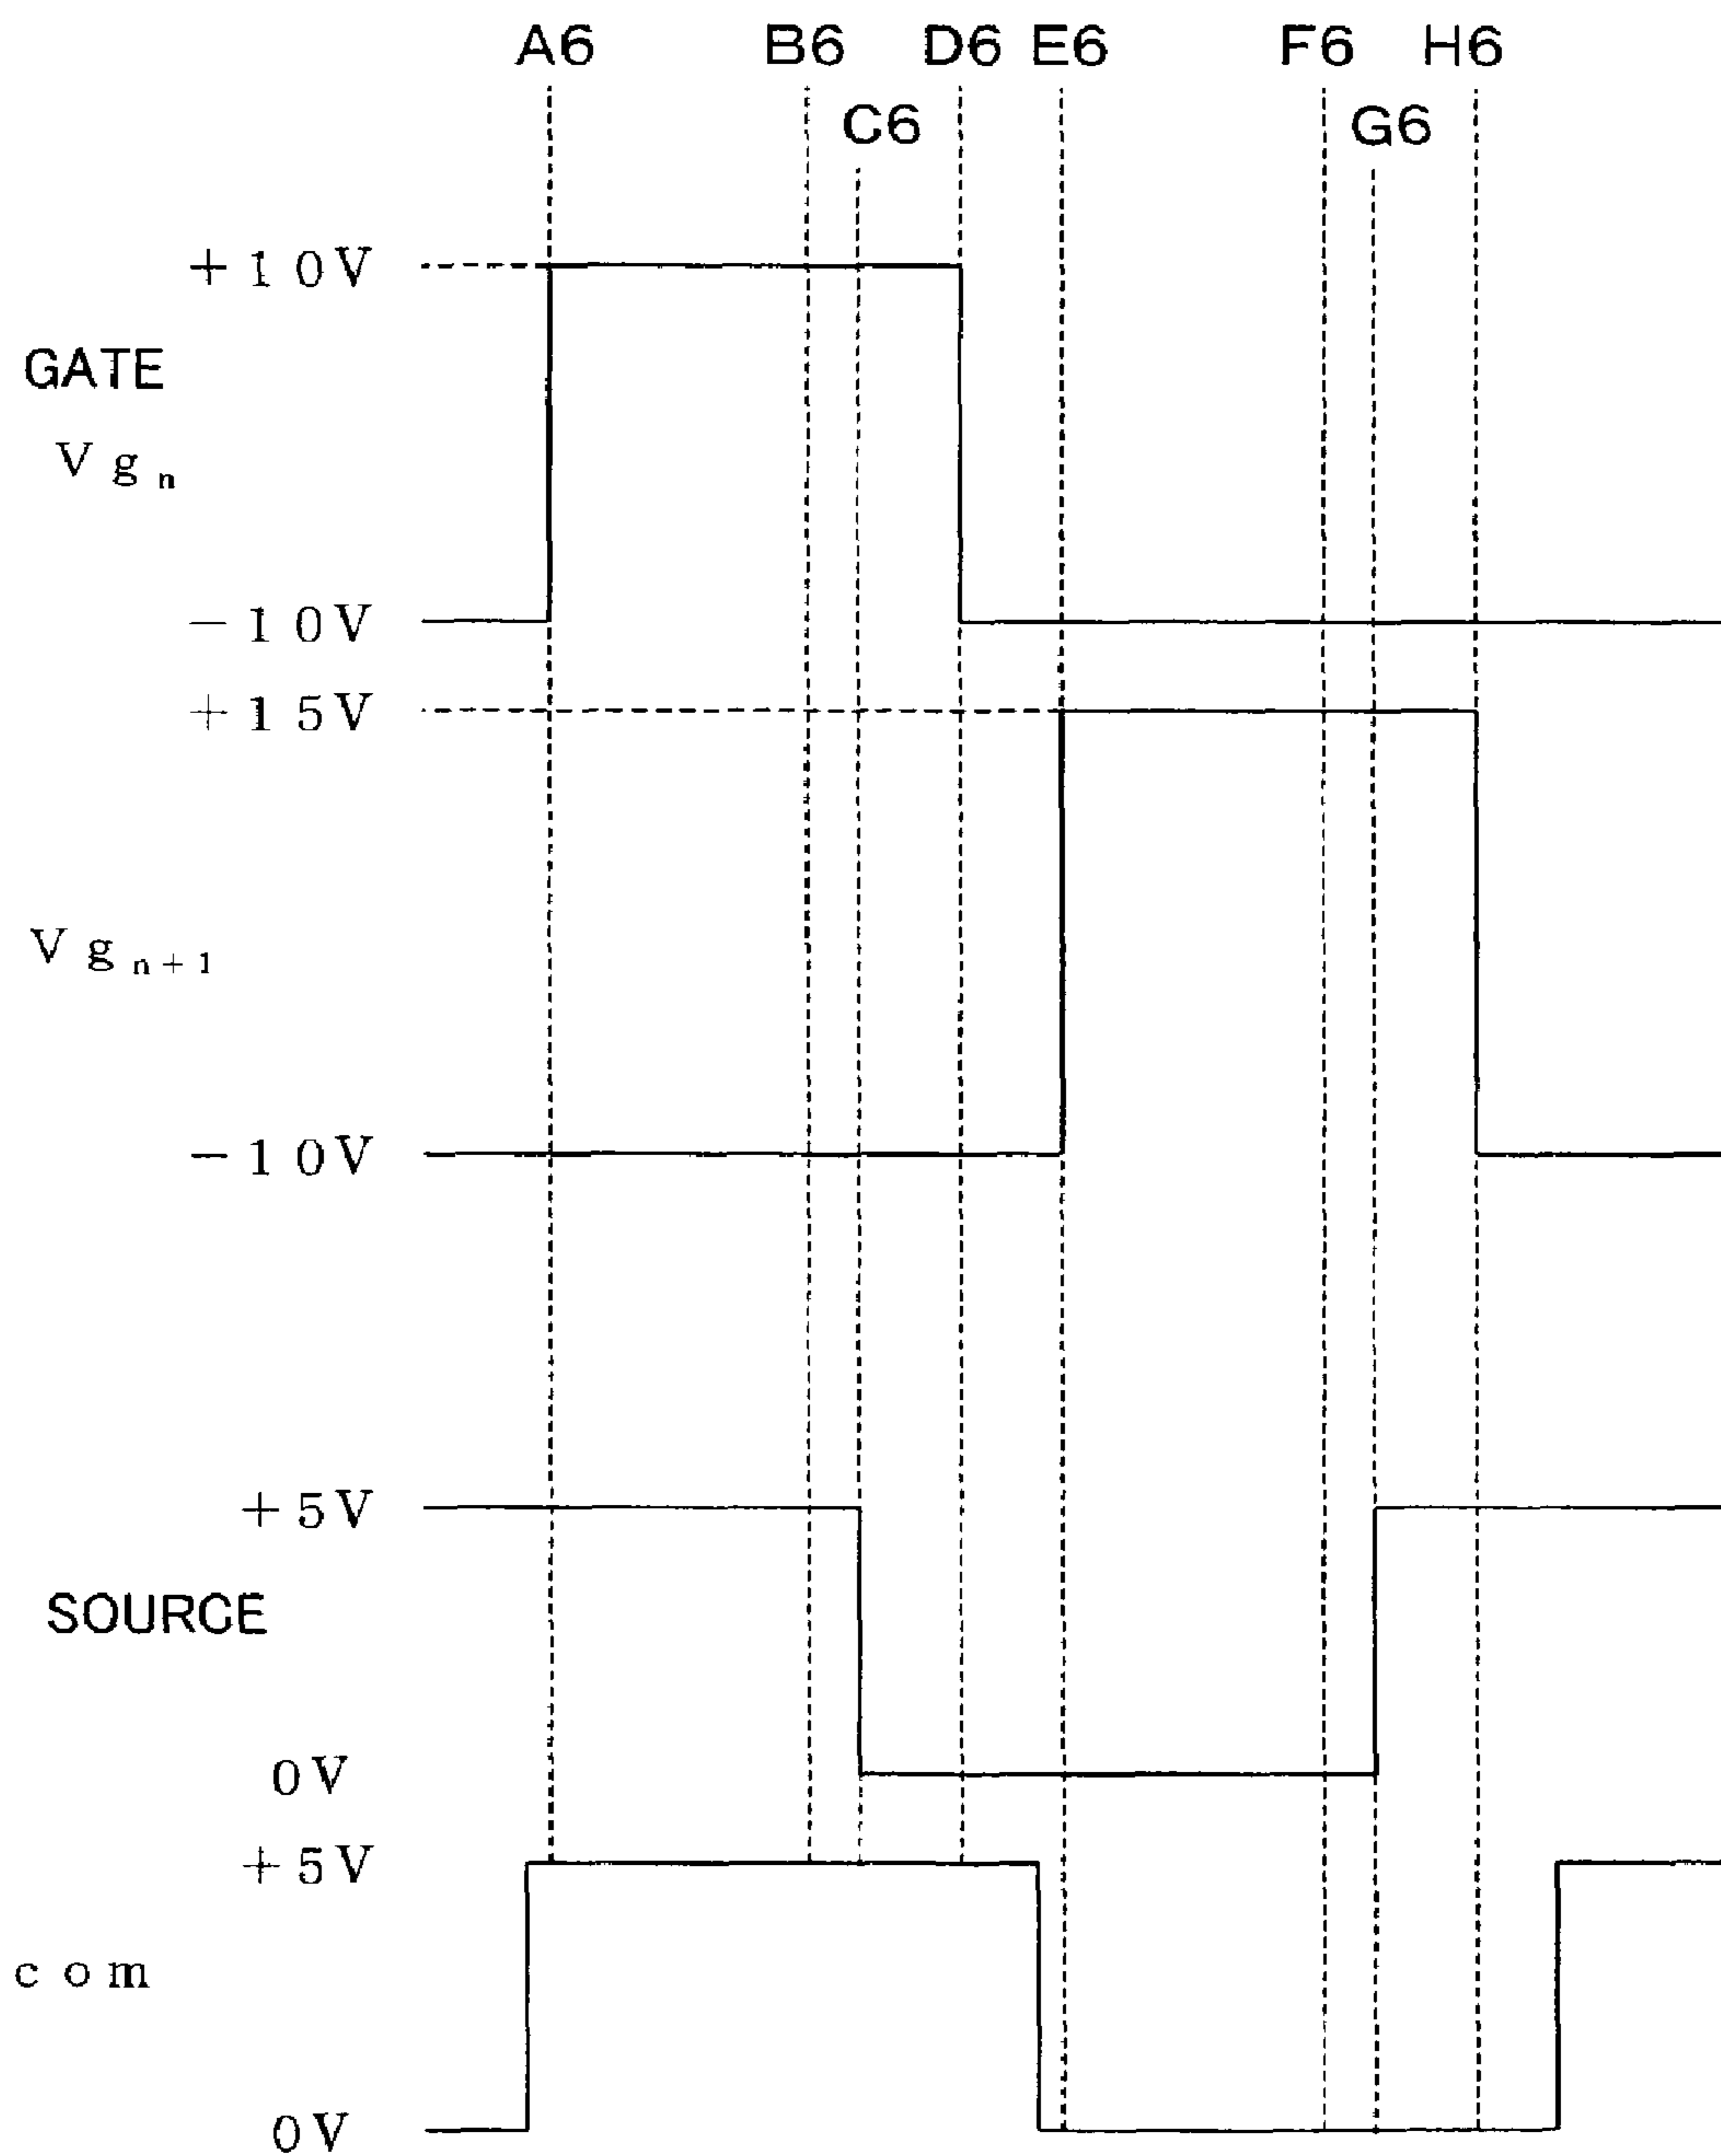 A6 B6 D6 E6 F6 H6
C6 G6
+10V
GATE
Vgn
-10V
+15V
Vgn+1
-10V
+5V
SOURCE
0V
+5V
com
0V